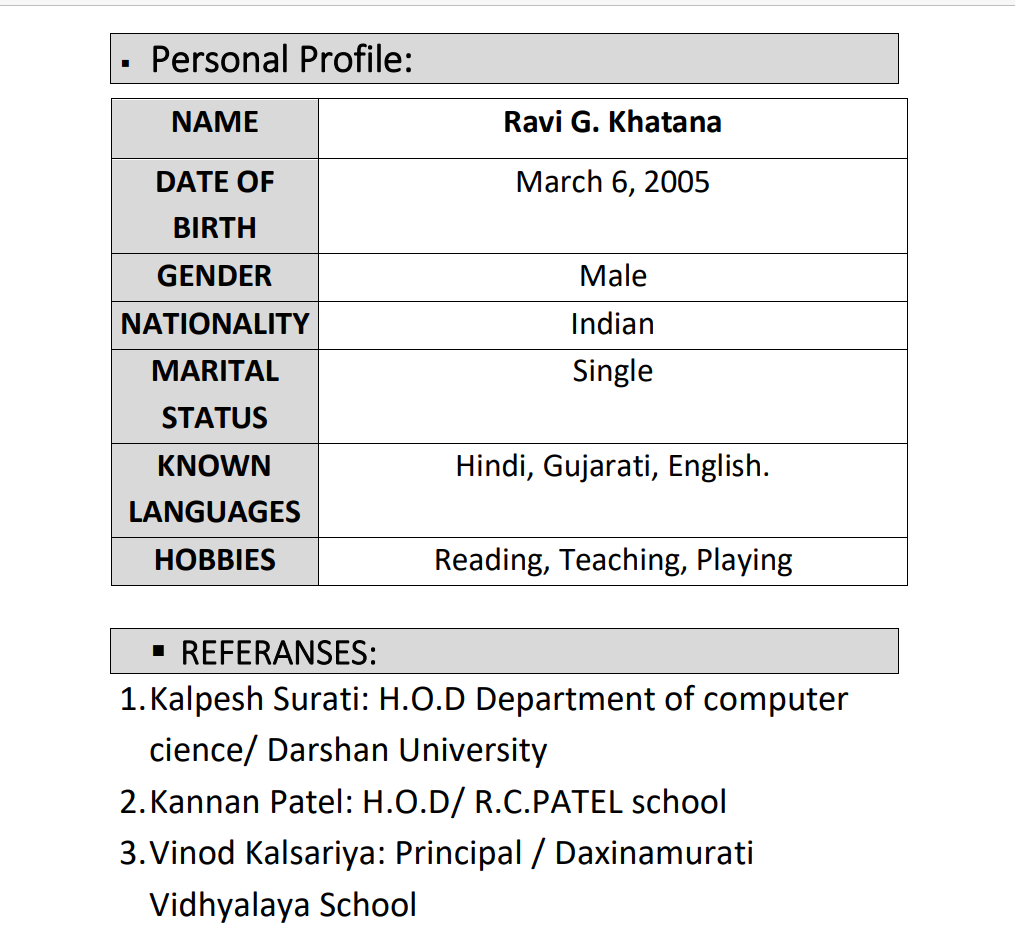 ▪ Personal Profile:
NAME Ravi G. Khatana
DATE OF March 6, 2005
BIRTH
GENDER Male
NATIONALITY Indian
MARITAL Single
STATUS
KNOWN Hindi, Gujarati, English.
LANGUAGES
HOBBIES Reading, Teaching, Playing
▪ REFERANSES:
1. Kalpesh Surati: H.O.D Department of computer
cience/ Darshan University
2. Kannan Patel: H.O.D/ R.C.PATEL school
3. Vinod Kalsariya: Principal / Daxinamurati
Vidhyalaya School